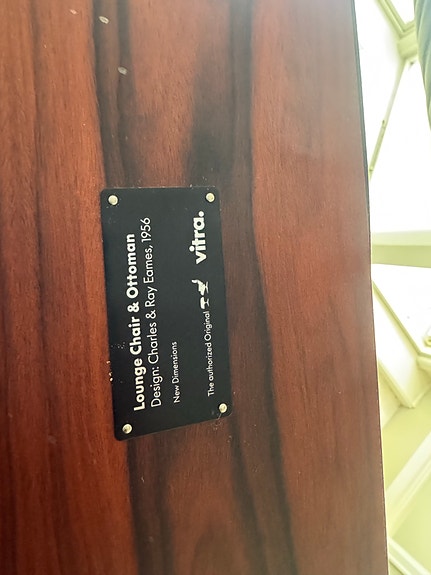 Lounge Chair & Ottoman
Design: Charles & Ray Eames, 1956
New Dimensions
The authorized Original vitra.